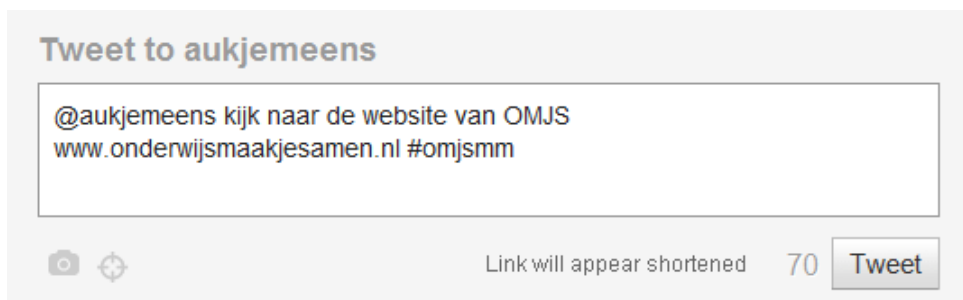 Tweet to aukjemeens
@aukjemeens kijk naar de website van OMJS
www.onderwijsmaakjesamen.nl #omjsmm
Link will appear shortened 70 Tweet